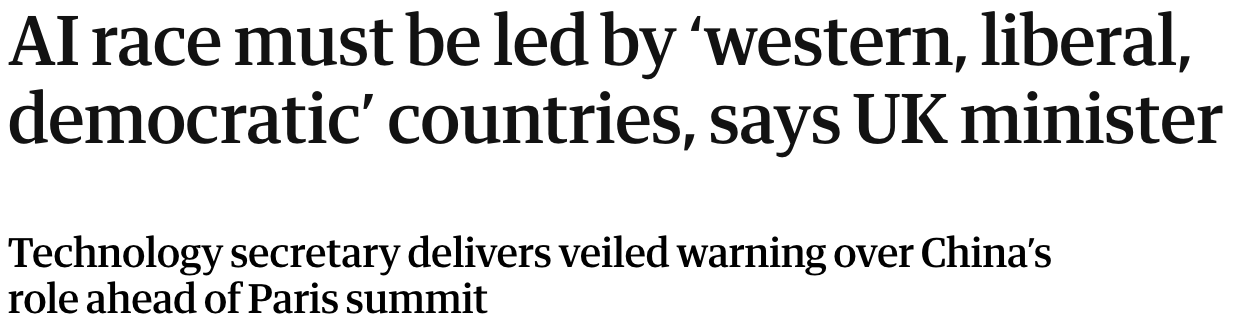 AI race must be led by ‘western, liberal,
democratic’ countries, says UK minister
Technology secretary delivers veiled warning over China’s
role ahead of Paris summit